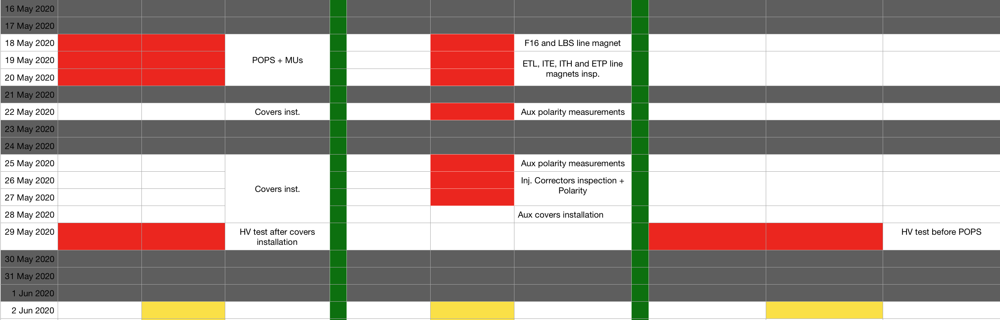 16 May 2020
17 May 2020
18 May 2020
F16 and LBS line magnet
19 May 2020
POPS + MUs
ETL, ITE, ITH and ETP line
magnets insp.
20 May 2020
21 May 2020
22 May 2020
Covers inst.
Aux polarity measurements
23 May 2020
24 May 2020
25 May 2020
Aux polarity measurements
26 May 2020
Covers inst.
Inj. Correctors inspection +
Polarity
27 May 2020
28 May 2020
Aux covers installation
29 May 2020
HV test after covers
installation
HV test before POPS
30 May 2020
31 May 2020
1 Jun 2020
2 Jun 2020